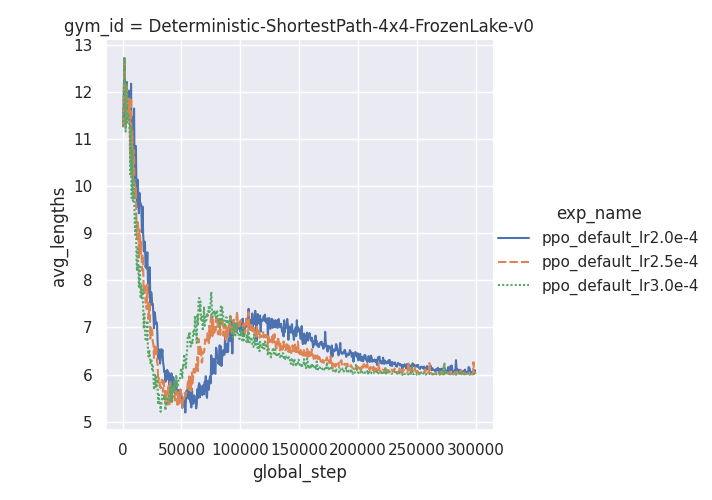 gym_id = Deterministic-ShortestPath-4x4-FrozenLake-v0
13
12
11
10
9
8
7
6
5
avg_lengths
0 50000 100000 150000 200000 250000 300000
global_step
exp_name
ppo_default_lr2.0e-4
ppo_default_lr2.5e-4
ppo_default_lr3.0e-4